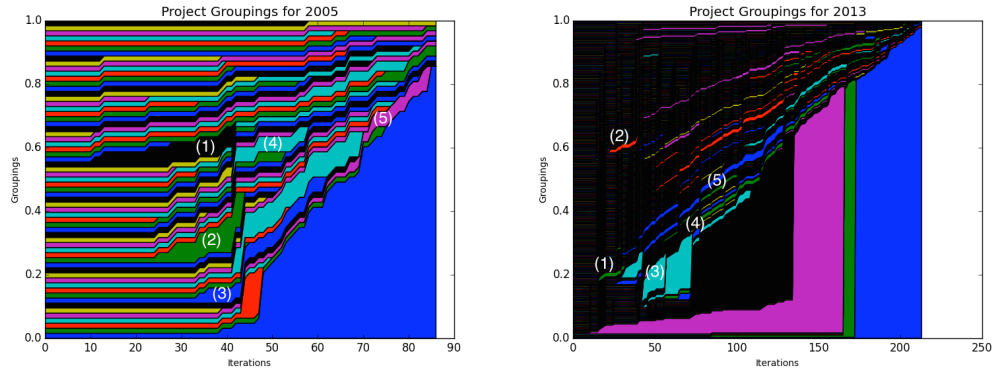 Project Groupings for 2005
1.0
0.8
0.6
0.4
0.2
0.0
Groupings
(1)
(2)
(3)
(4)
(5)
0 10 20 30 40 50 60 70 80 90
Iterations
Project Groupings for 2013
1.0
0.8
0.6
0.4
0.2
0.0
Groupings
(2)
(5)
(4)
(1)
(3)
0 50 100 150 200 250
Iterations